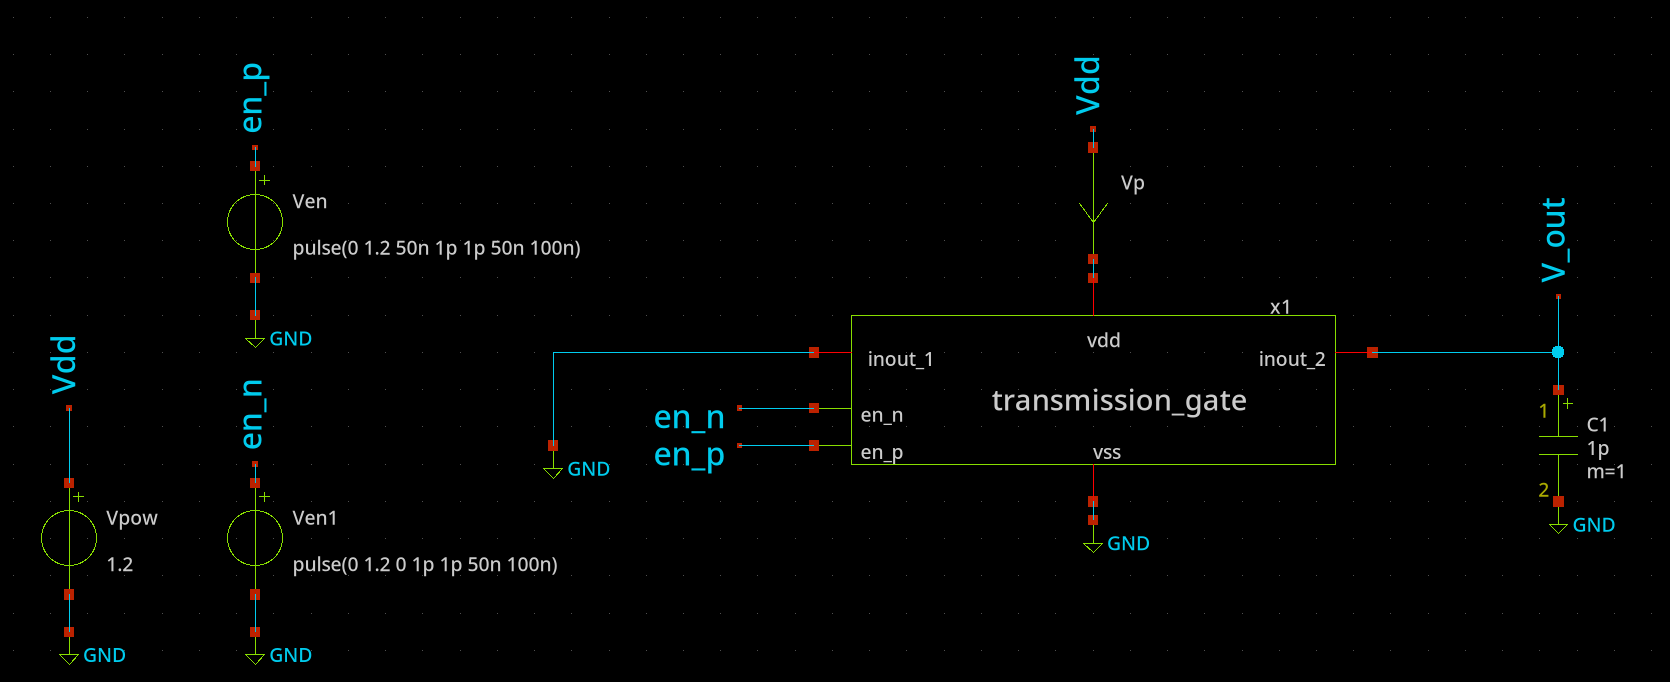 en_p
+
Ven
pulse(0 1.2 50n 1p 1p 50n 100n)
GND
Vdd
+
Vpow
1.2
GND
en_n
+
Ven1
pulse(0 1.2 0 1p 1p 50n 100n)
GND
Vdd
Vp
x1
vdd
inout_1
inout_2
transmission_gate
en_n
en_n
en_p
en_p
vss
GND
GND
V_out
+
1
C1
1p
m=1
2
GND